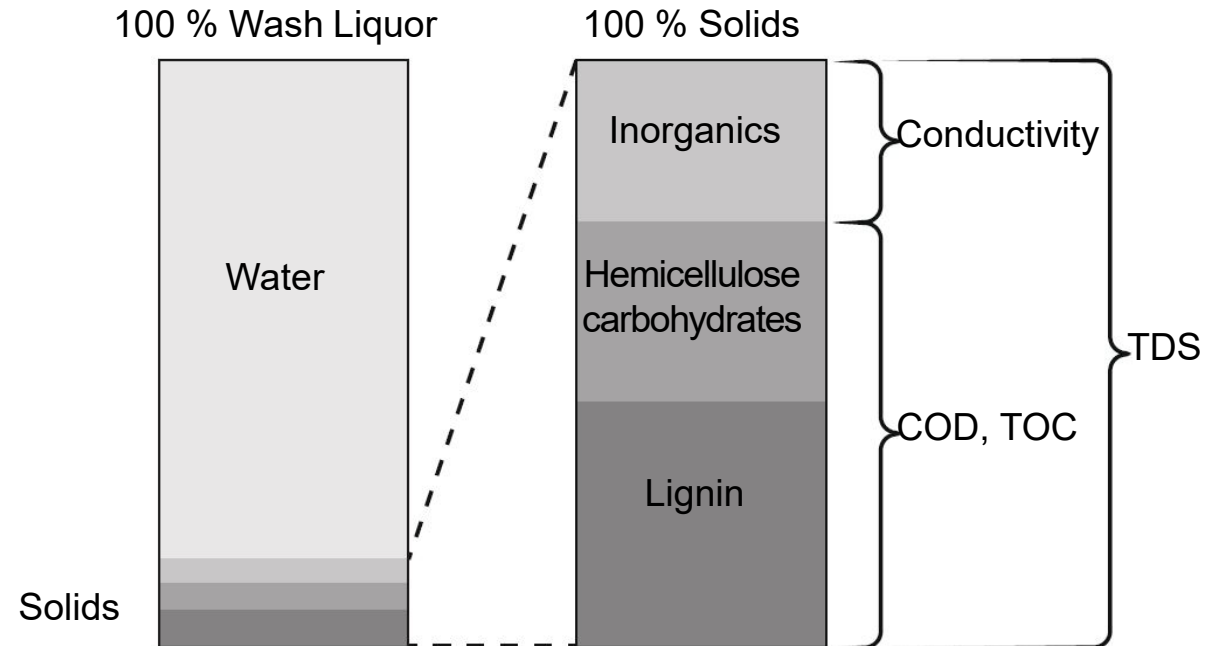 100 % Wash Liquor
100 % Solids
Inorganics
Conductivity
Water
Hemicellulose
carbohydrates
TDS
COD, TOC
Lignin
Solids